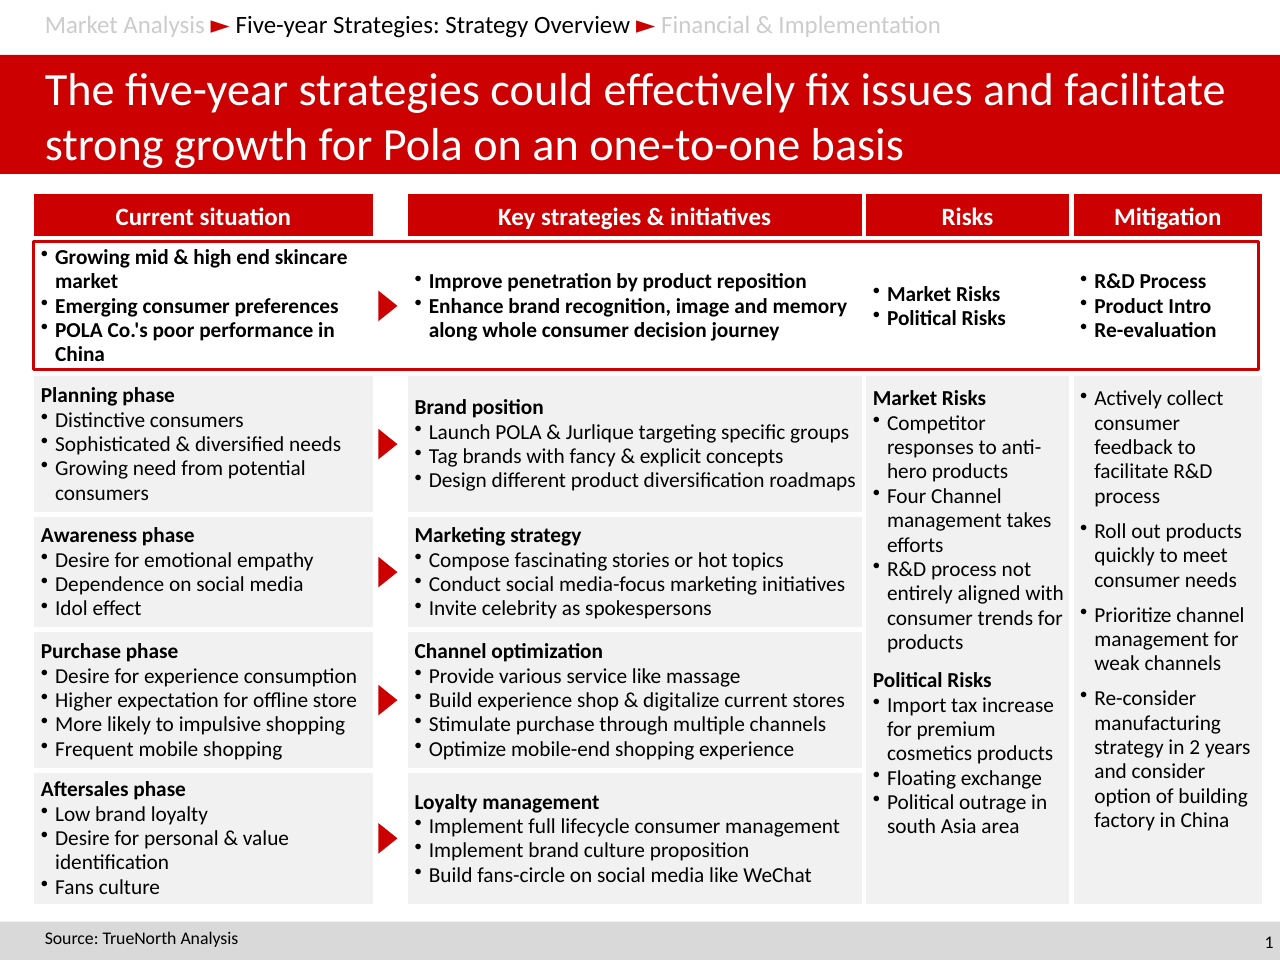 Market Analysis ► Five-year Strategies: Strategy Overview ► Financial & Implementation
The five-year strategies could effectively fix issues and facilitate
strong growth for Pola on an one-to-one basis
Current situation
Key strategies & initiatives
Risks
Mitigation
• Growing mid & high end skincare
market
• Emerging consumer preferences
• POLA Co.'s poor performance in
China
• Improve penetration by product reposition
• Enhance brand recognition, image and memory
along whole consumer decision journey
• Market Risks
• Political Risks
• R&D Process
• Product Intro
• Re-evaluation
Planning phase
• Distinctive consumers
• Sophisticated & diversified needs
• Growing need from potential
consumers
Brand position
• Launch POLA & Jurlique targeting specific groups
• Tag brands with fancy & explicit concepts
• Design different product diversification roadmaps
Awareness phase
• Desire for emotional empathy
• Dependence on social media
• Idol effect
Marketing strategy
• Compose fascinating stories or hot topics
• Conduct social media-focus marketing initiatives
• Invite celebrity as spokespersons
Purchase phase
• Desire for experience consumption
• Higher expectation for offline store
• More likely to impulsive shopping
• Frequent mobile shopping
Channel optimization
• Provide various service like massage
• Build experience shop & digitalize current stores
• Stimulate purchase through multiple channels
• Optimize mobile-end shopping experience
Aftersales phase
• Low brand loyalty
• Desire for personal & value
identification
• Fans culture
Loyalty management
• Implement full lifecycle consumer management
• Implement brand culture proposition
• Build fans-circle on social media like WeChat
Market Risks
• Competitor
responses to anti-
hero products
• Four Channel
management takes
efforts
• R&D process not
entirely aligned with
consumer trends for
products
Political Risks
• Import tax increase
for premium
cosmetics products
• Floating exchange
• Political outrage in
south Asia area
• Actively collect
consumer
feedback to
facilitate R&D
process
• Roll out products
quickly to meet
consumer needs
• Prioritize channel
management for
weak channels
• Re-consider
manufacturing
strategy in 2 years
and consider
option of building
factory in China
Source: TrueNorth Analysis
1